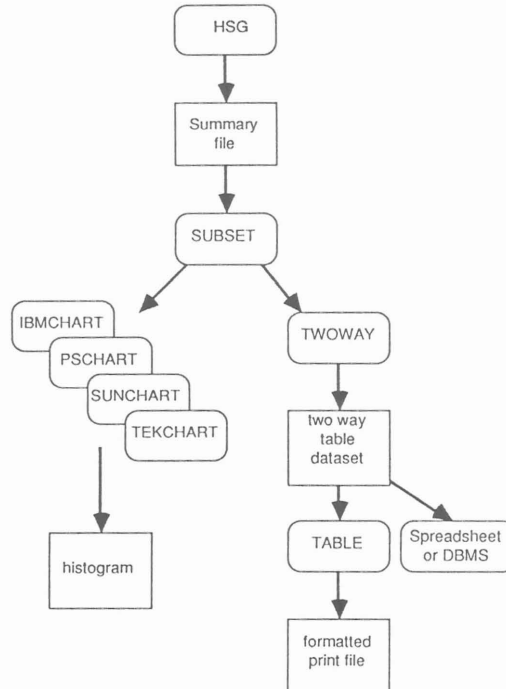 HSG
Summary
file
SUBSET
IBMCHART
PSCHART
SUNCHART
TEKCHART
histogram
TWOWAY
two way
table
dataset
TABLE
Spreadsheet
or DBMS
formatted
print file